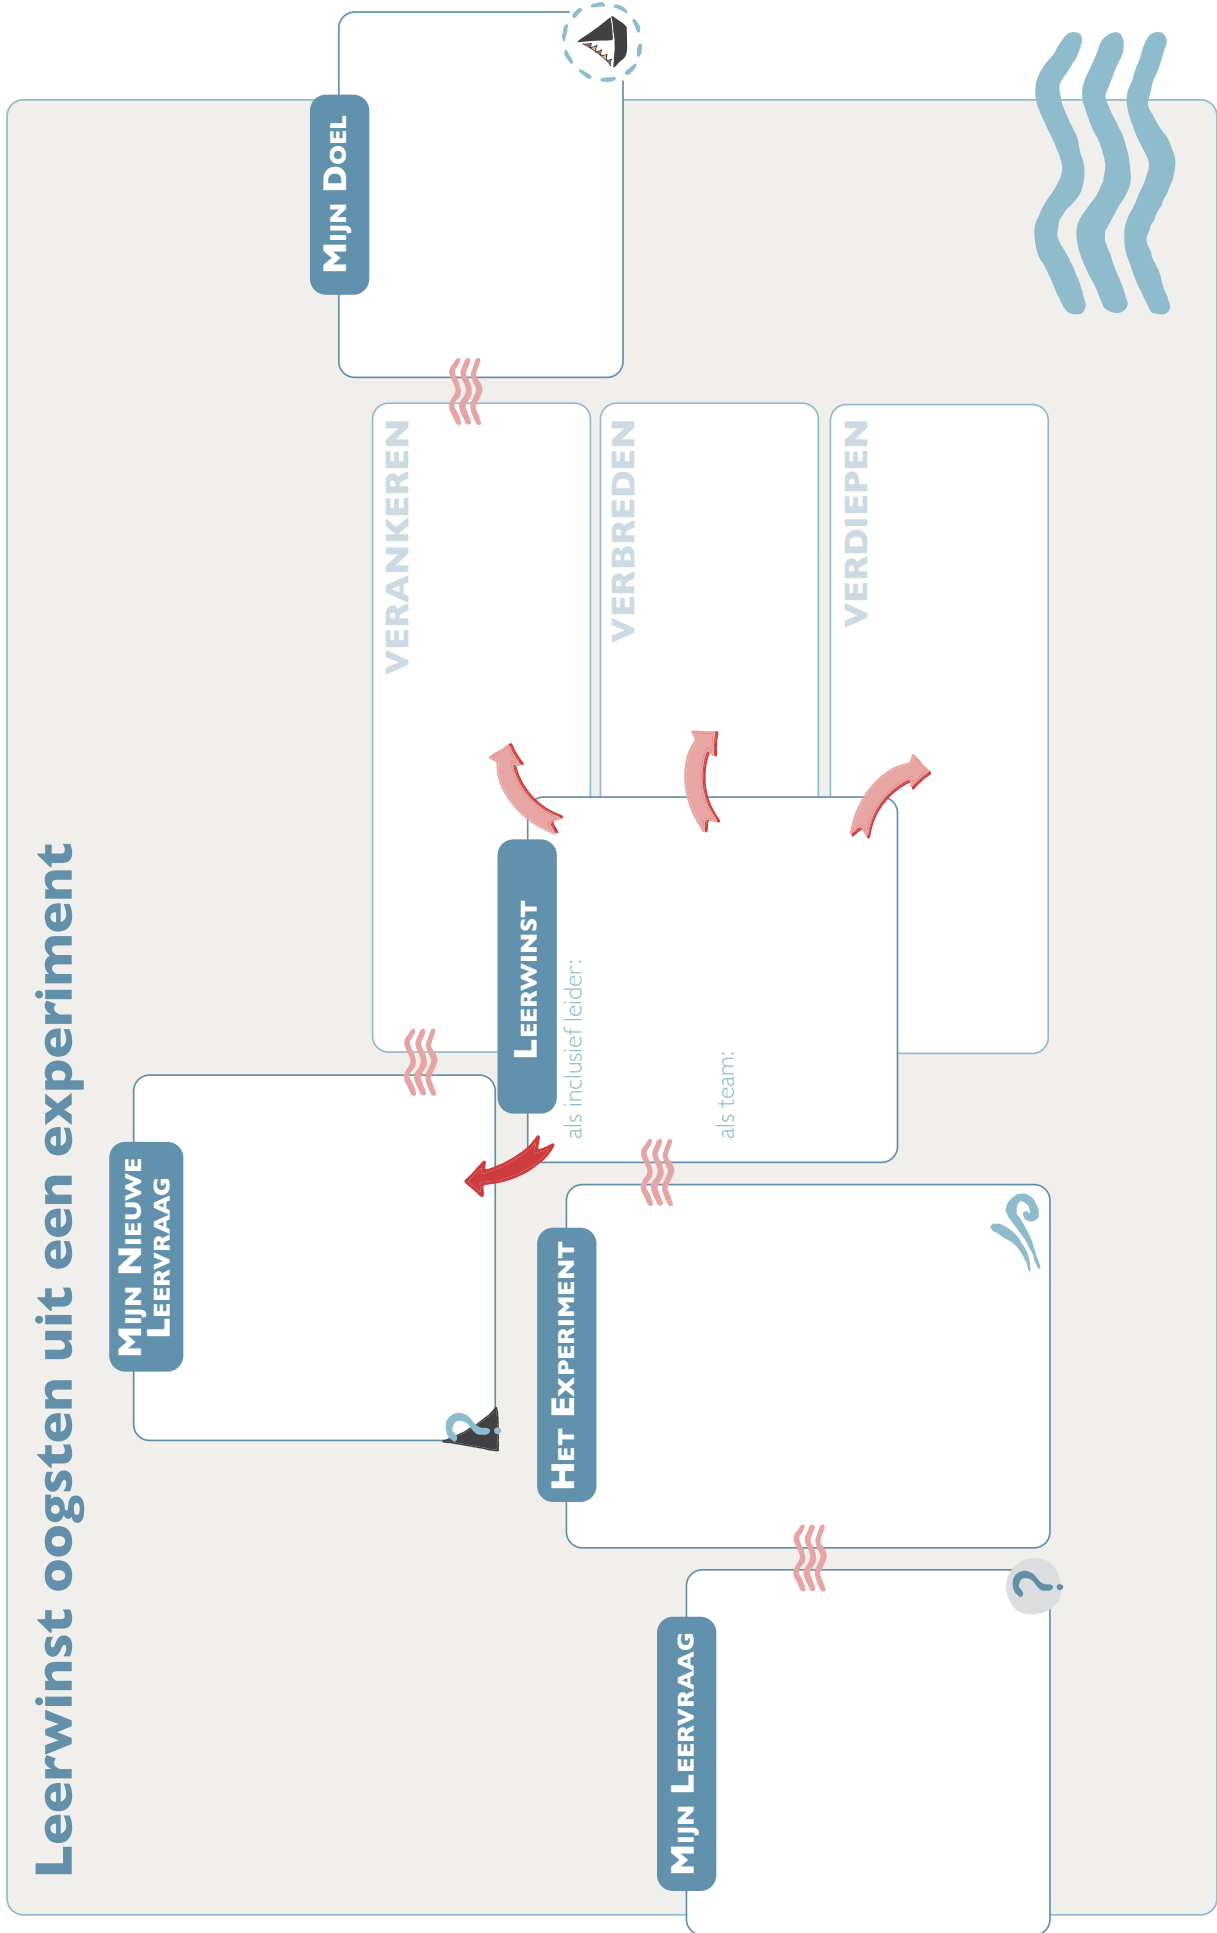 Leerwinst oogsten uit een experiment
Mijn Leervraag
Het Experiment
Mijn Nieuwe
Leervraag
Leerwinst
als inclusief leider:
als team:
VERANKEREN
VERBREDEN
VERDIEPEN
Mijn Doel
?
?